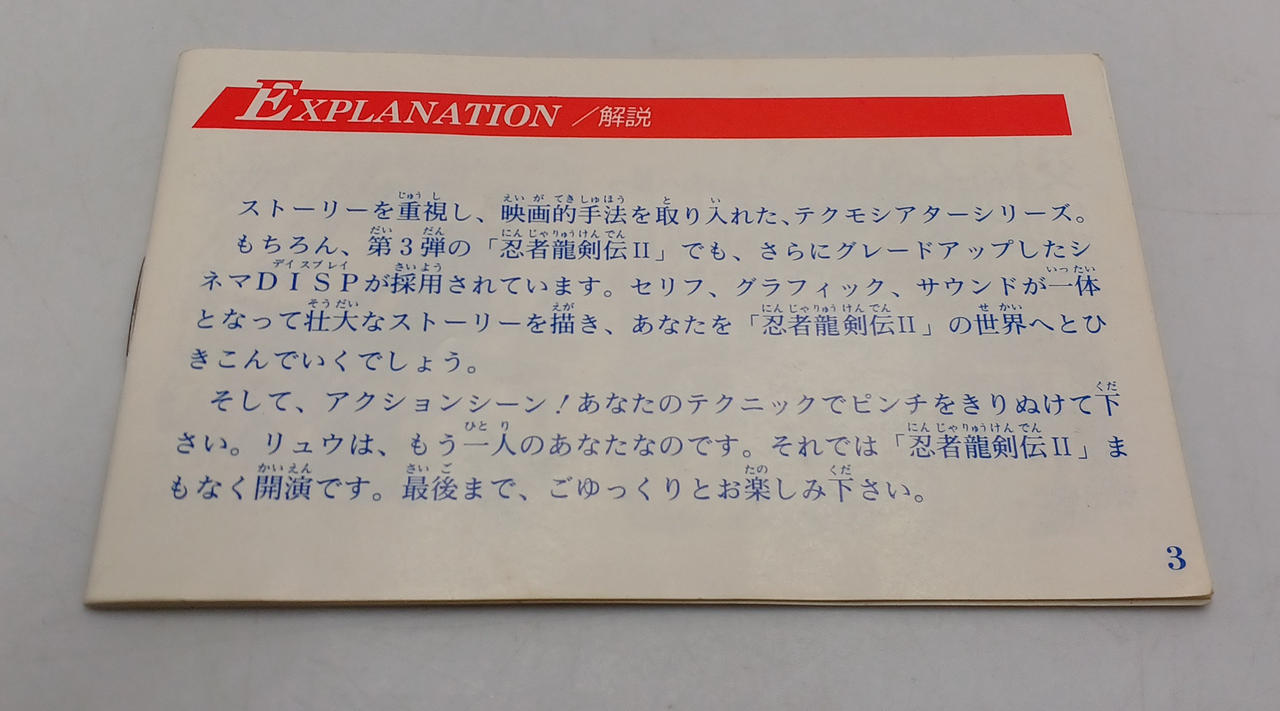 EXPLANATION／解説
ストーリーを重視し、映画的手法を取り入れた、テクモシアターシリーズ。
もちろん、第3弾の「忍者龍剣伝II」でも、さらにグレードアップしたシ
ネマDISPが採用されています。セリフ、グラフィック、サウンドが一体
となって壮大なストーリーを描き、あなたを「忍者龍剣伝II」の世界へとひ
きこんでいくでしょう。
そして、アクションシーン！あなたのテクニックでピンチをきりぬけて下
さい。リュウは、もう一人のあなたなのです。それでは「忍者龍剣伝II」ま
もなく開演です。最後まで、ごゆっくりとお楽しみ下さい。
3